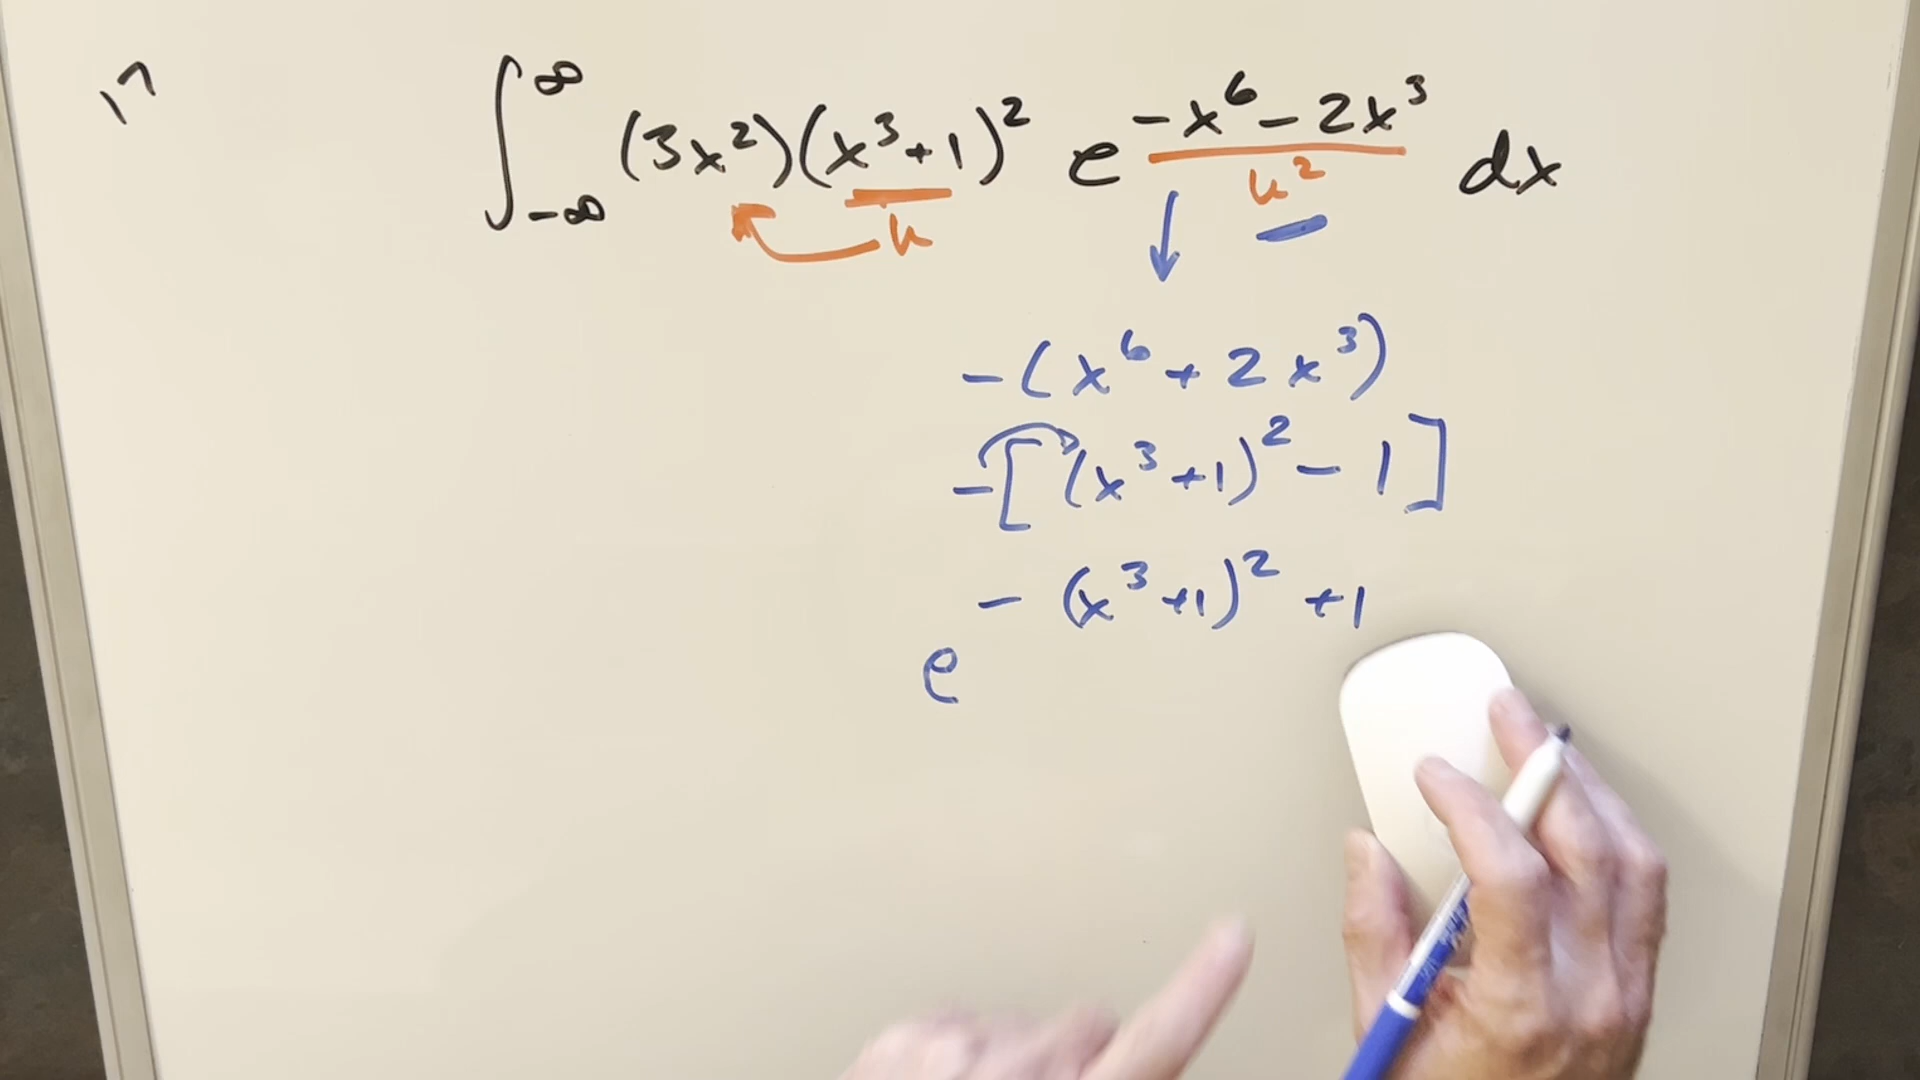 17
∫_{-∞}^{∞} (3x²)(x³+1)² e^{-x⁶-2x³} dx
u u²
-(x⁶+2x³)
-[(x³+1)²-1]
e^{-(x³+1)²+1}